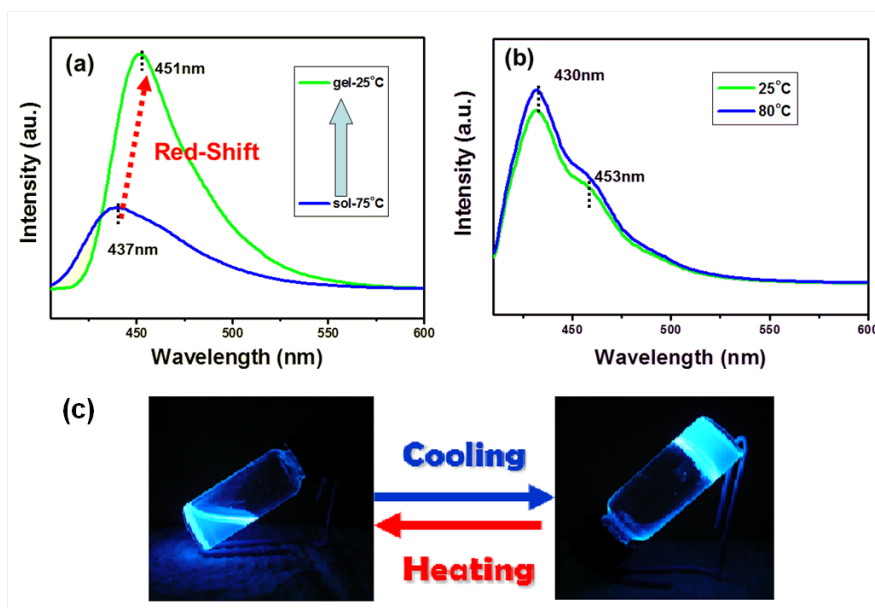 (a)
451nm
Red-Shift
437nm
gel-25°C
sol-75°C
Intensity (au.)
450
500
550
600
Wavelength (nm)
(b)
430nm
453nm
25°C
80°C
Intensity (a.u.)
450
500
550
600
Wavelength (nm)
(c)
Cooling
Heating